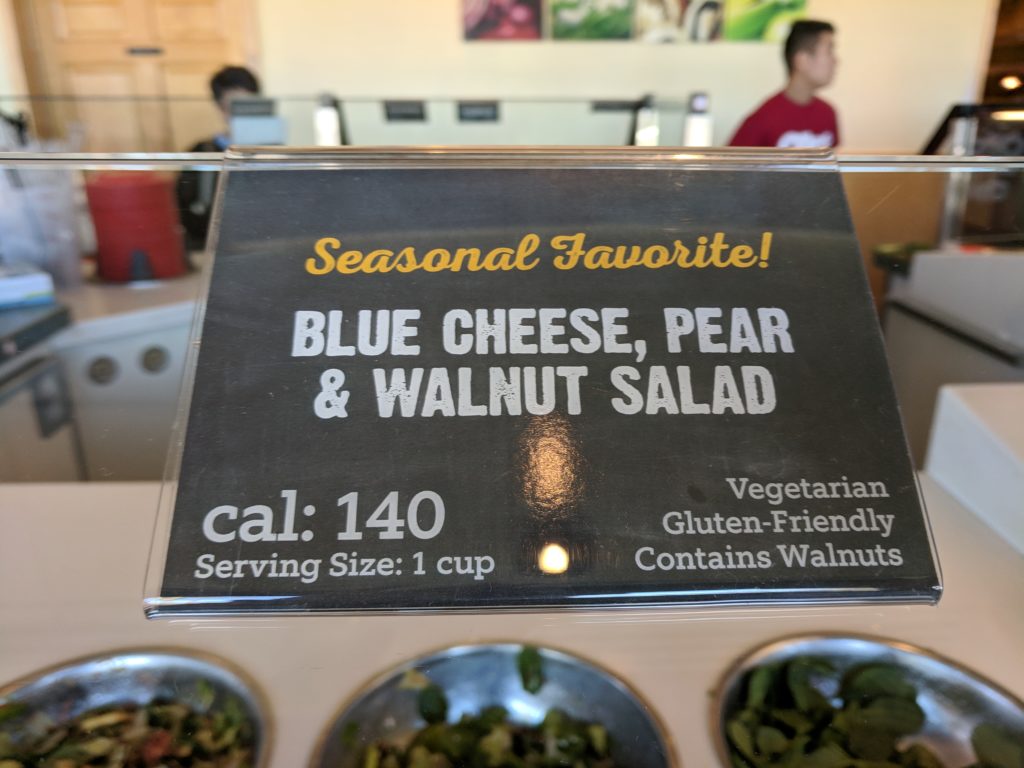 Seasonal Favorite!
BLUE CHEESE, PEAR
& WALNUT SALAD
cal: 140
Serving Size: 1 cup
Vegetarian
Gluten-Friendly
Contains Walnuts